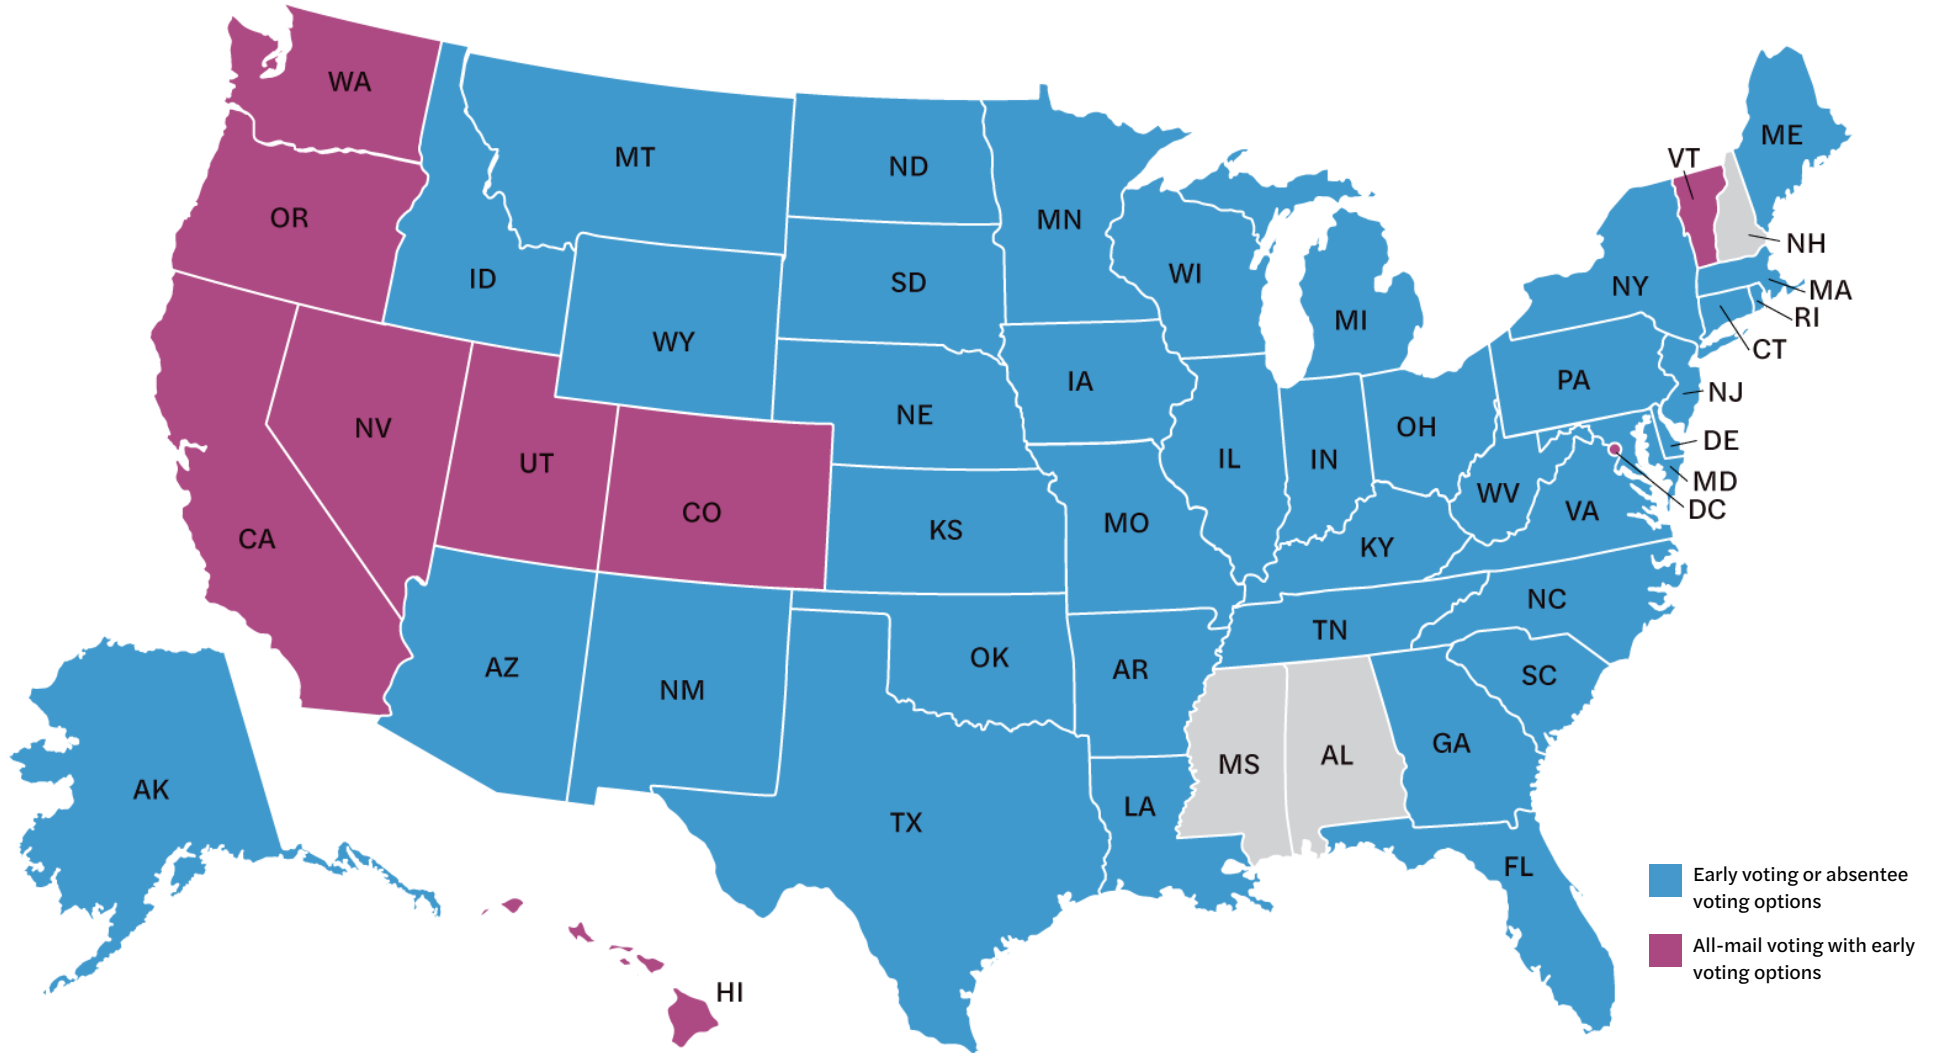 WA
MT
ND
MN
ME
VT
OR
ID
SD
WI
NH
NY
MA
RI
WY
MI
CT
IA
PA
NJ
NE
NV
OH
DE
UT
IL
IN
WV
MD
CO
DC
CA
KS
MO
VA
KY
NC
TN
AZ
NM
OK
AR
SC
GA
MS
AL
AK
LA
TX
FL
HI
Early voting or absentee
voting options
All-mail voting with early
voting options